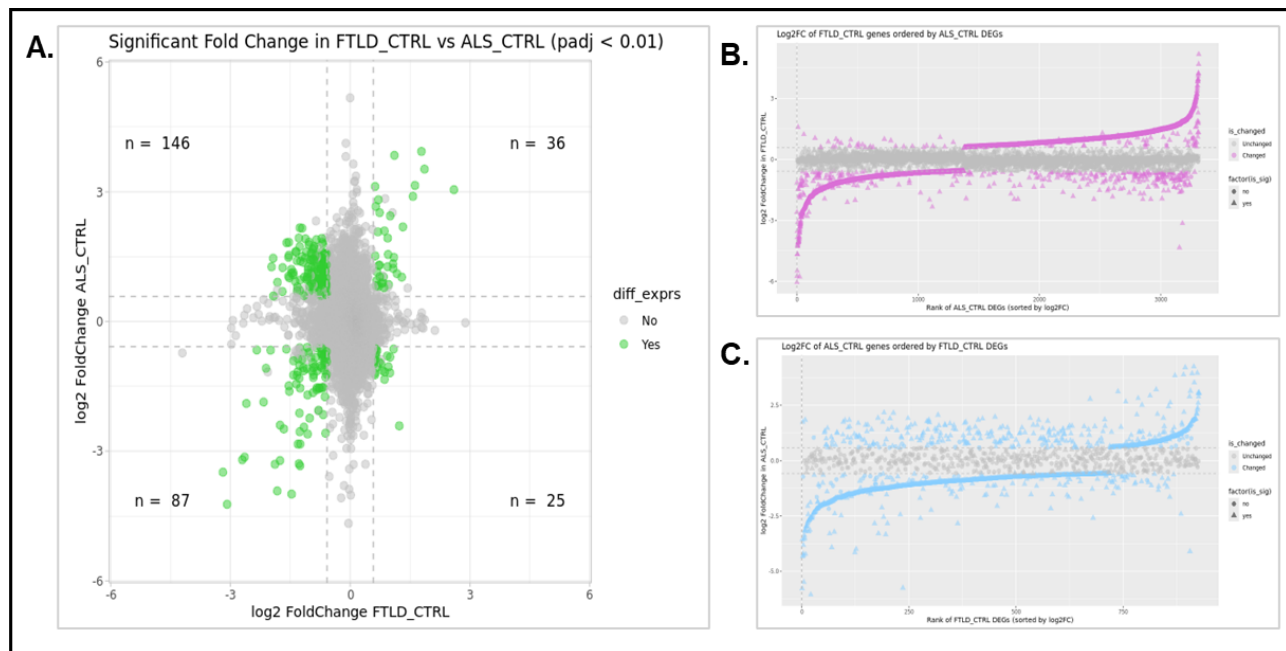 A.
Significant Fold Change in FTLD_CTRL vs ALS_CTRL (padj < 0.01)
6
n = 146
n = 36
3
log2 FoldChange ALS_CTRL
0
diff_exprs
No
Yes
-3
n = 87
n = 25
-6
-6
-3
0
3
6
log2 FoldChange FTLD_CTRL
B.
Log2FC of FTLD_CTRL genes ordered by ALS_CTRL DEGs
log2 FoldChange in FTLD_CTRL
3
0
-3
-6
0
1000
2000
3000
Rank of ALS_CTRL DEGs (sorted by log2FC)
is_changed
Unchanged
Changed
factor(is_sig)
no
yes
C.
Log2FC of ALS_CTRL genes ordered by FTLD_CTRL DEGs
log2 FoldChange in ALS_CTRL
2.5
0.0
-2.5
-5.0
0
250
500
750
Rank of FTLD_CTRL DEGs (sorted by log2FC)
is_changed
Unchanged
Changed
factor(is_sig)
no
yes